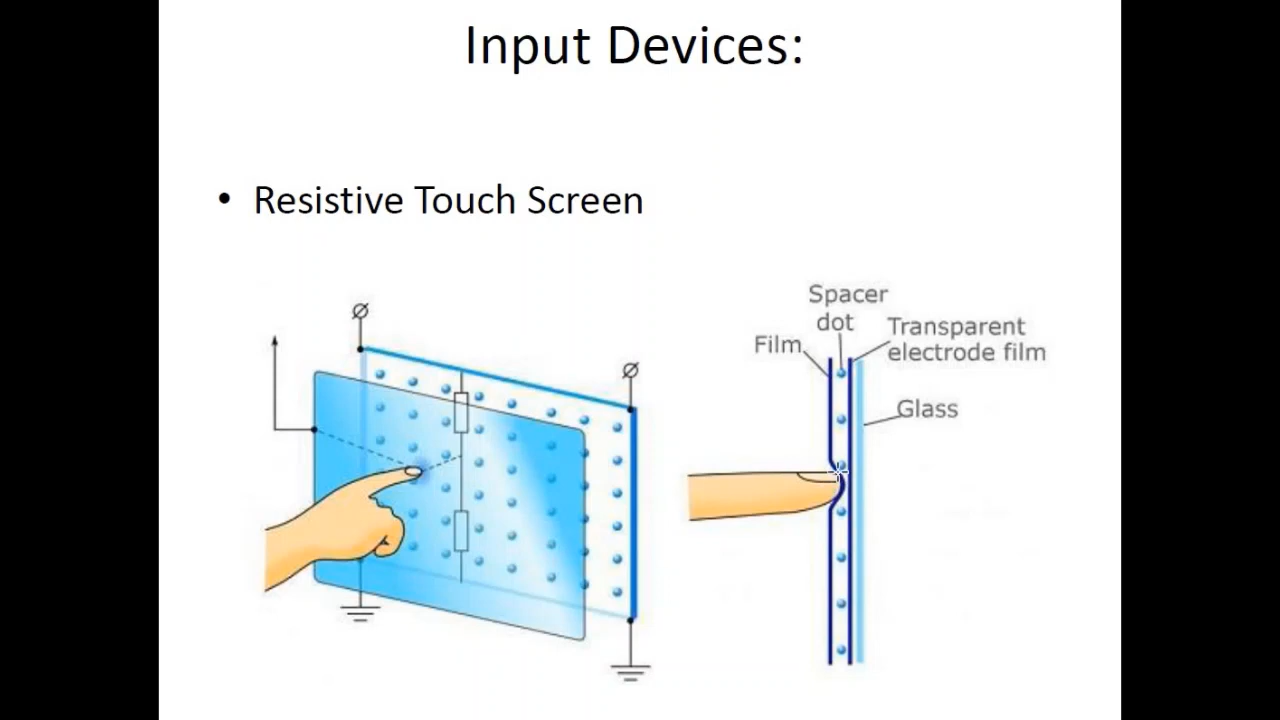 Input Devices:
• Resistive Touch Screen
Spacer
dot
Film
Transparent
electrode film
Glass